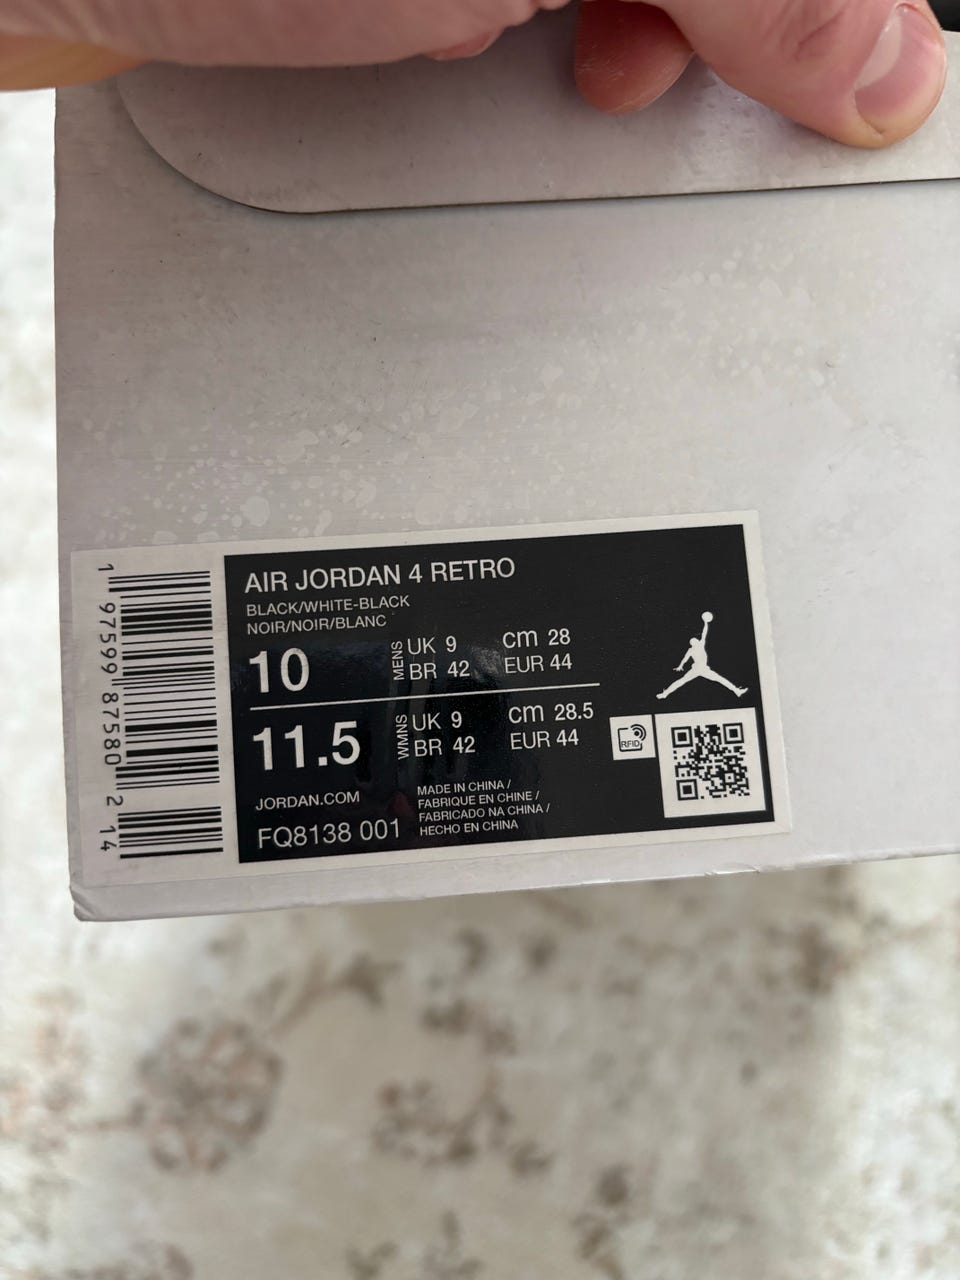 1 97599 87580 2 14
AIR JORDAN 4 RETRO
BLACK/WHITE-BLACK
NOIR/NOIR/BLANC
10 MENS UK 9 cm 28
BR 42 EUR 44
11.5 WMNS UK 9 cm 28.5
BR 42 EUR 44
RFID
JORDAN.COM
FQ8138 001
MADE IN CHINA /
FABRIQUE EN CHINE /
FABRICADO NA CHINA /
HECHO EN CHINA